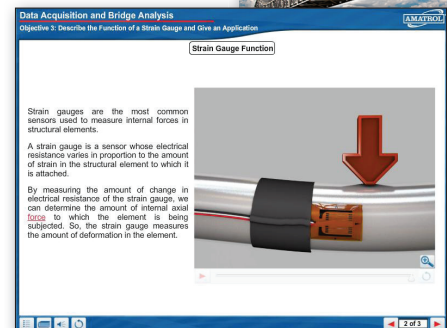 Data Acquisition and Bridge Analysis
Objective 3: Describe the Function of a Strain Gauge and Give an Application
AMATROL
Strain Gauge Function
Strain gauges are the most common
sensors used to measure internal forces in
structural elements.
A strain gauge is a sensor whose electrical
resistance varies in proportion to the amount
of strain in the structural element to which it
is attached.
By measuring the amount of change in
electrical resistance of the strain gauge, we
can determine the amount of internal axial
force to which the element is being
subjected. So, the strain gauge measures
the amount of deformation in the element.
2 of 3